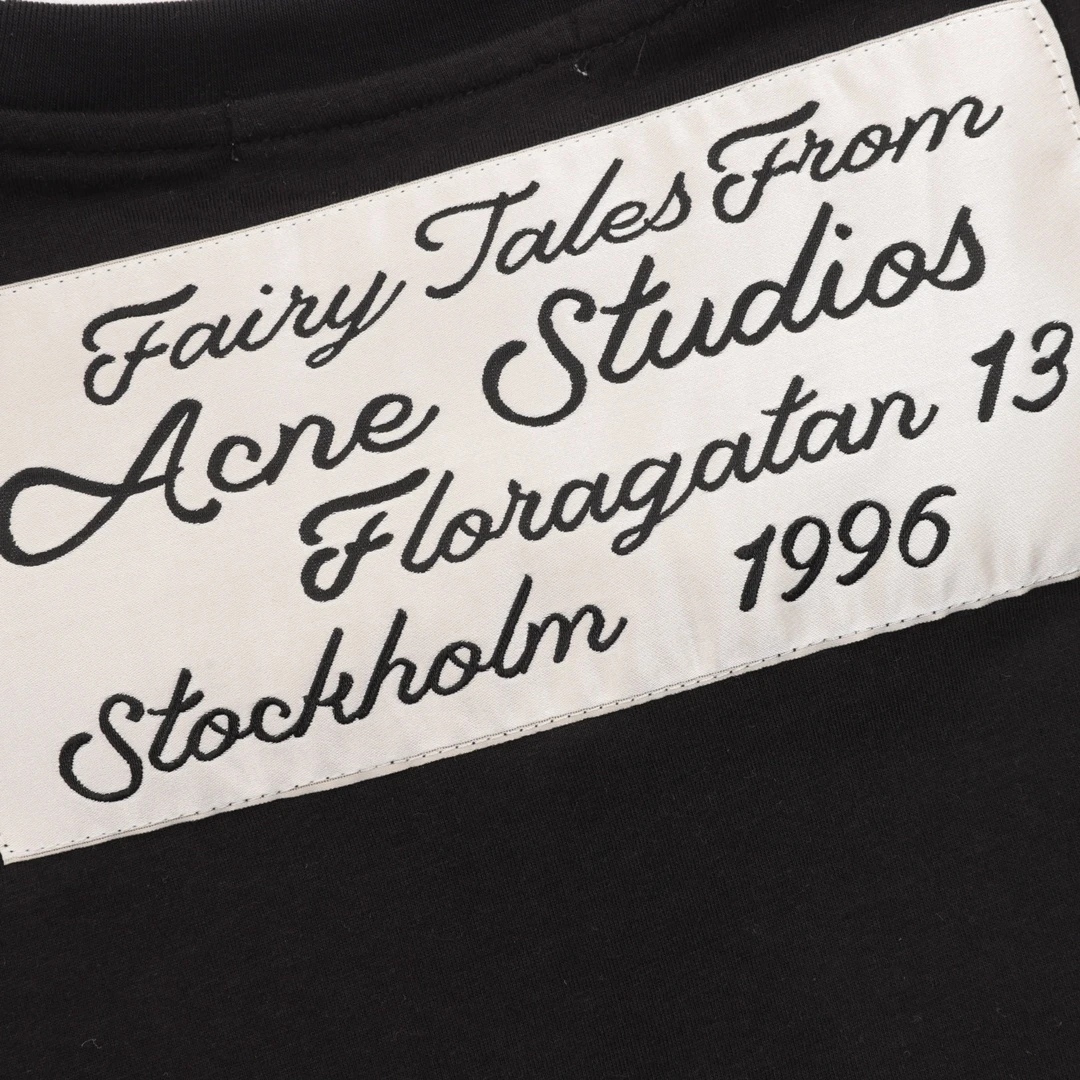 Fairy Tales From
Acne Studios
Floragatan 13
Stockholm 1996